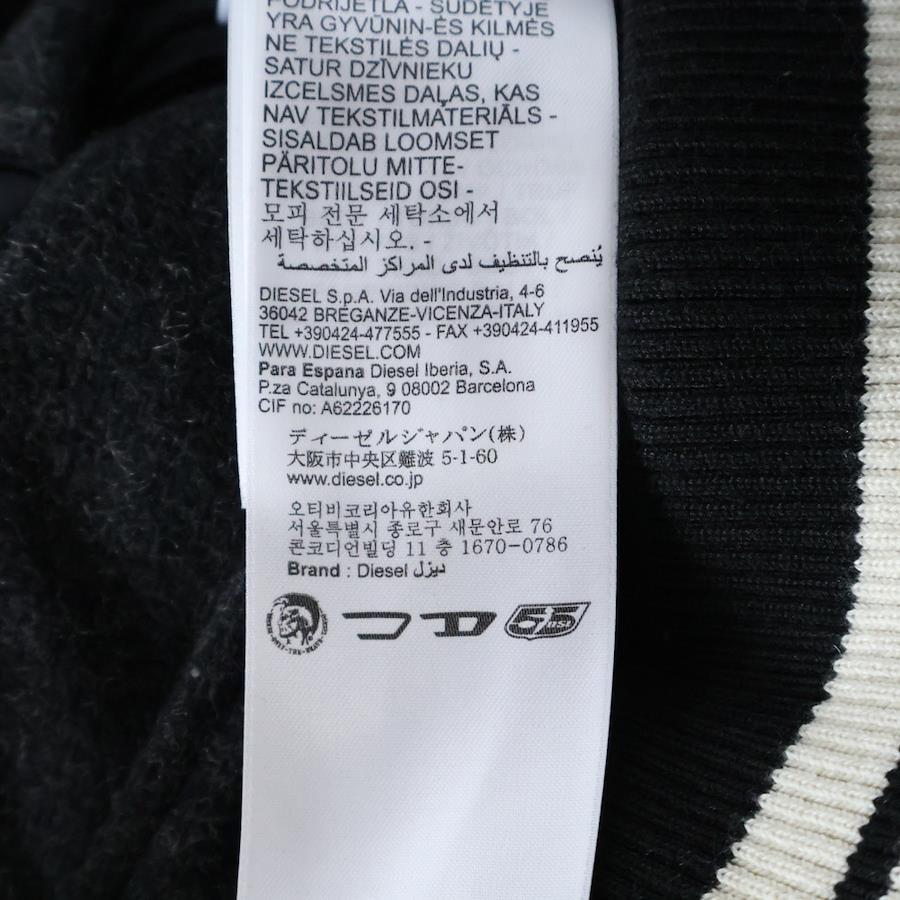 PODRIJETLA - SUDĖTYJE
YRA GYVŪNIN-ĖS KILMĖS
NE TEKSTILĖS DALIŲ -
SATUR DZĪVNIEKU
IZCELSMES DAĻAS, KAS
NAV TEKSTILMATERIĀLS -
SISALDAB LOOMSET
PÄRITOLU MITTE-
TEKSTIILSEID OSI -
모피 전문 세탁소에서
세탁하십시오. -
يُنصح بالتنظيف لدى المراكز المتخصصة
DIESEL S.p.A. Via dell'Industria, 4-6
36042 BREGANZE-VICENZA-ITALY
TEL +390424-477555 - FAX +390424-411955
WWW.DIESEL.COM
Para Espana Diesel Iberia, S.A.
P.za Catalunya, 9 08002 Barcelona
CIF no: A62226170
ディーゼルジャパン(株)
大阪市中央区難波 5-1-60
www.diesel.co.jp
오티비코리아유한회사
서울특별시 종로구 새문안로 76
콘코디언빌딩 11 층 1670-0786
Brand : Diesel ديزل
55
DSL